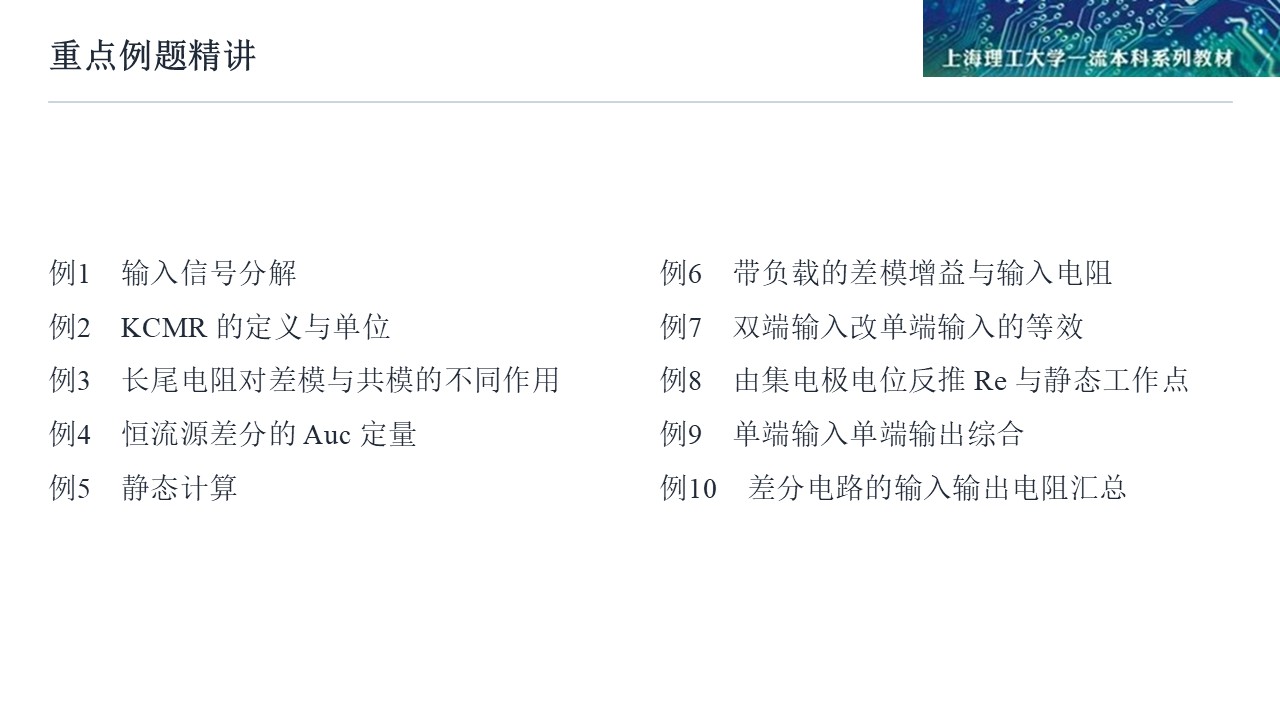 重点例题精讲
上海理工大学一流本科系列教材
例1 输入信号分解
例2 KCMR 的定义与单位
例3 长尾电阻对差模与共模的不同作用
例4 恒流源差分的 Auc 定量
例5 静态计算
例6 带负载的差模增益与输入电阻
例7 双端输入改单端输入的等效
例8 由集电极电位反推 Re 与静态工作点
例9 单端输入单端输出综合
例10 差分电路的输入输出电阻汇总